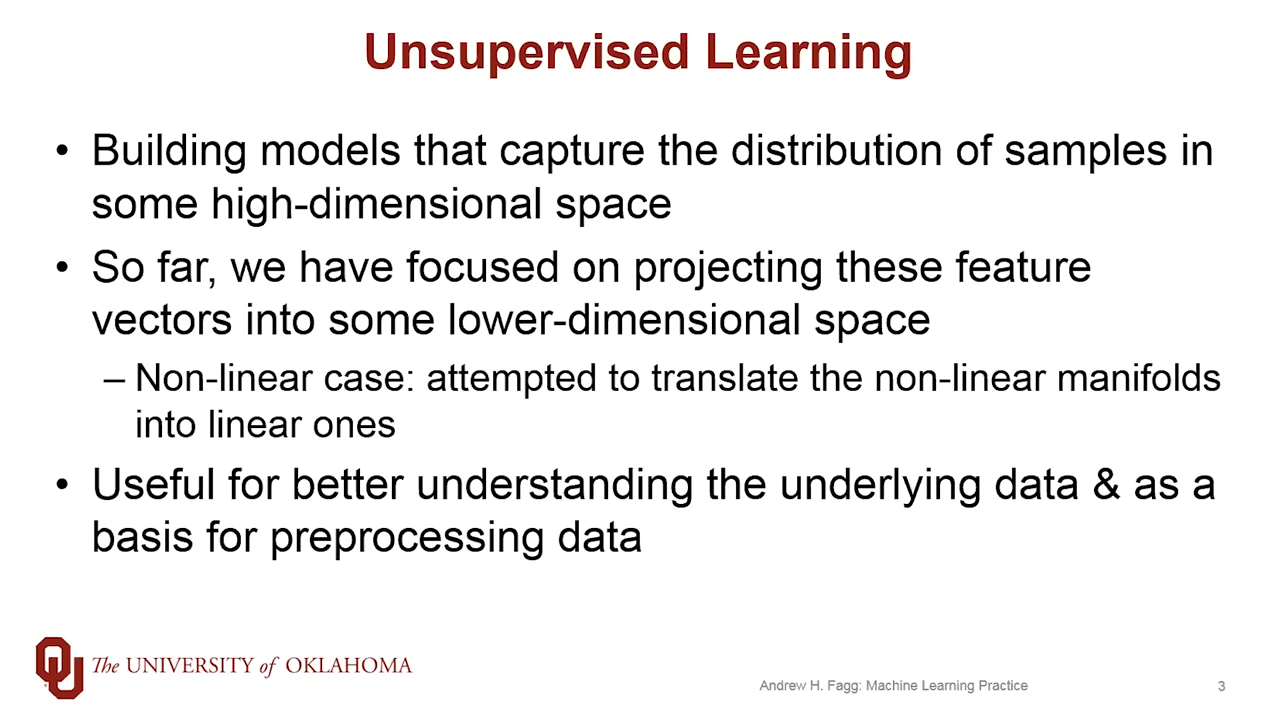 Unsupervised Learning
• Building models that capture the distribution of samples in
some high-dimensional space
• So far, we have focused on projecting these feature
vectors into some lower-dimensional space
– Non-linear case: attempted to translate the non-linear manifolds
into linear ones
• Useful for better understanding the underlying data & as a
basis for preprocessing data
The UNIVERSITY of OKLAHOMA
Andrew H. Fagg: Machine Learning Practice
3